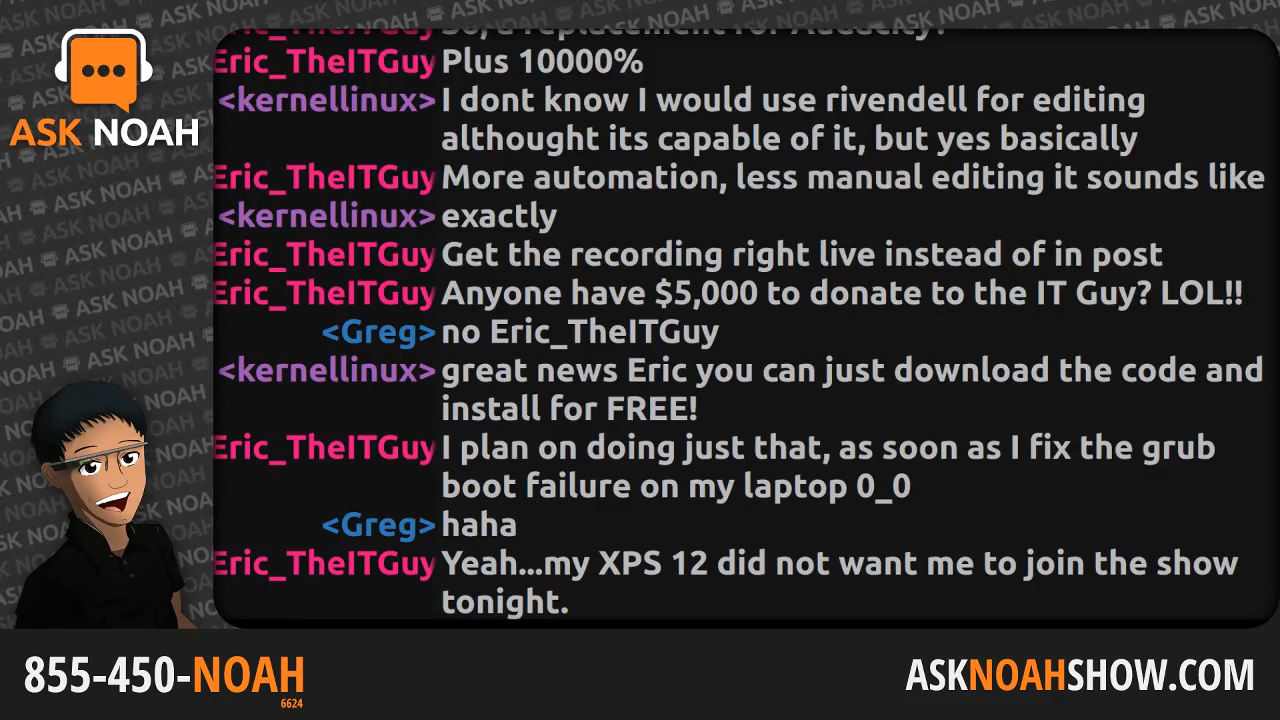 ASK NOAH
So, a replacement for Audacity?
Eric_TheITGuy Plus 10000%
<kernellinux> I dont know I would use rivendell for editing
althought its capable of it, but yes basically
Eric_TheITGuy More automation, less manual editing it sounds like
<kernellinux> exactly
Eric_TheITGuy Get the recording right live instead of in post
Eric_TheITGuy Anyone have $5,000 to donate to the IT Guy? LOL!!
<Greg> no Eric_TheITGuy
<kernellinux> great news Eric you can just download the code and
install for FREE!
Eric_TheITGuy I plan on doing just that, as soon as I fix the grub
boot failure on my laptop 0_0
<Greg> haha
Eric_TheITGuy Yeah...my XPS 12 did not want me to join the show
tonight.
855-450-NOAH
6624
ASKNOAHSHOW.COM